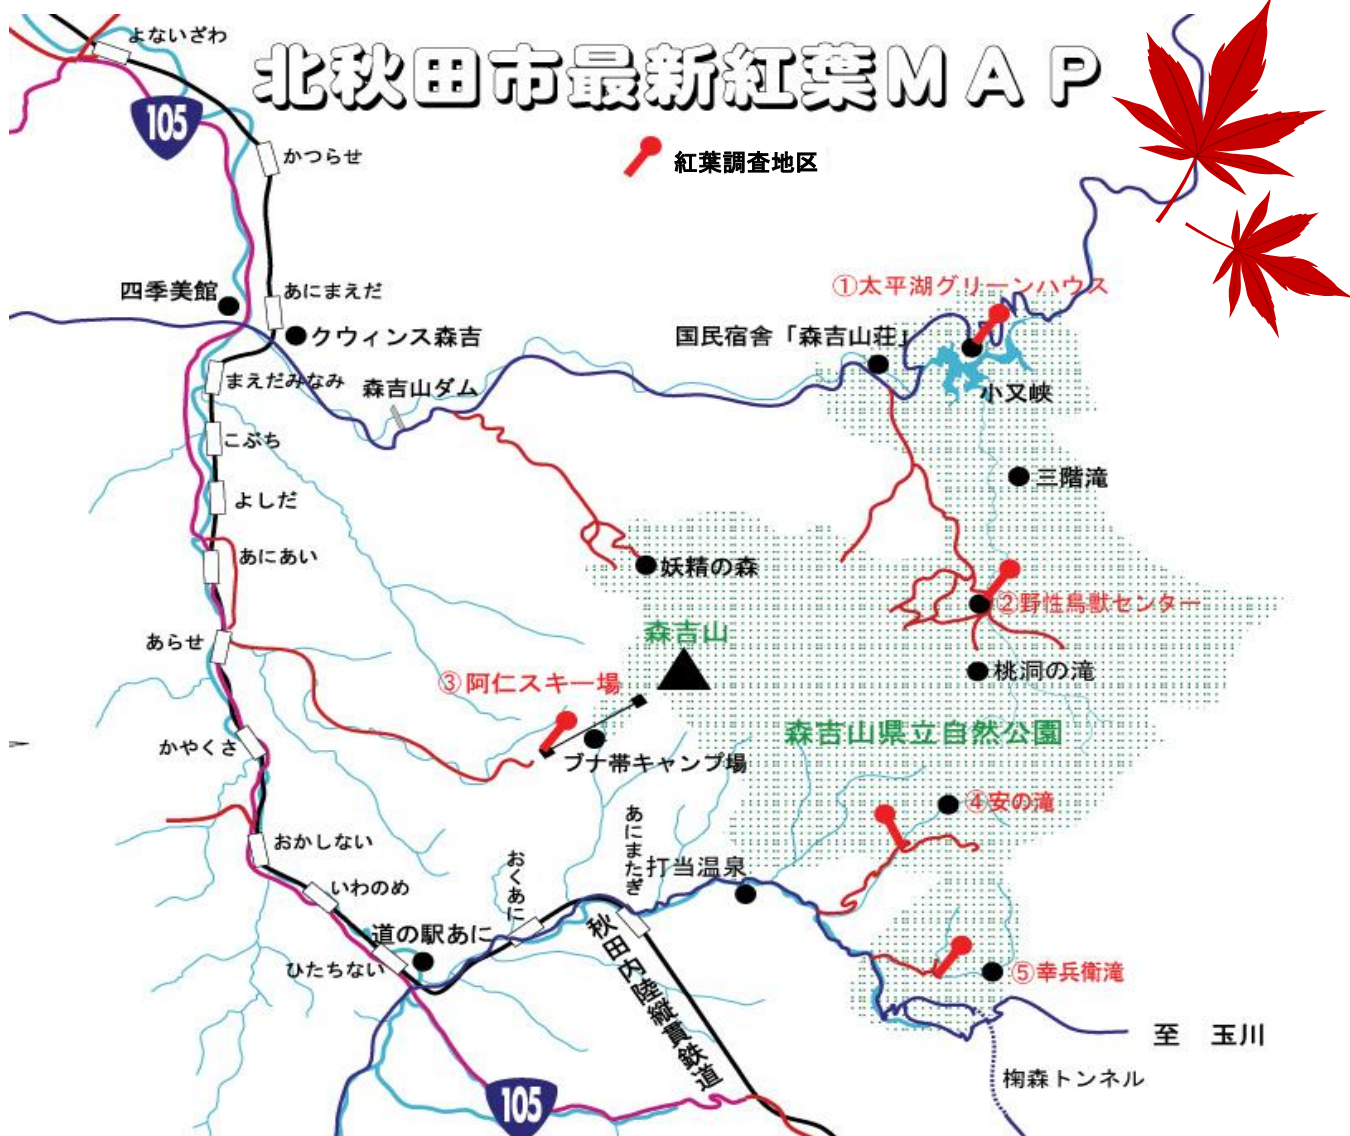 よないざわ
北秋田市最新紅葉ＭＡＰ
105
かつらせ
紅葉調査地区
四季美館
あにまえだ
①太平湖グリーンハウス
クウィンス森吉
国民宿舎「森吉山荘」
まえだみなみ
森吉山ダム
小又峡
こぶち
三階滝
よしだ
あにあい
妖精の森
②野性鳥獣センター
森吉山
あらせ
③阿仁スキー場
桃洞の滝
かやくさ
森吉山県立自然公園
ブナ帯キャンプ場
④安の滝
おかしない
あにまたぎ
おくあに
打当温泉
いわのめ
道の駅あに
ひたちない
秋田内陸縦貫鉄道
⑤幸兵衛滝
至　玉川
椈森トンネル
105